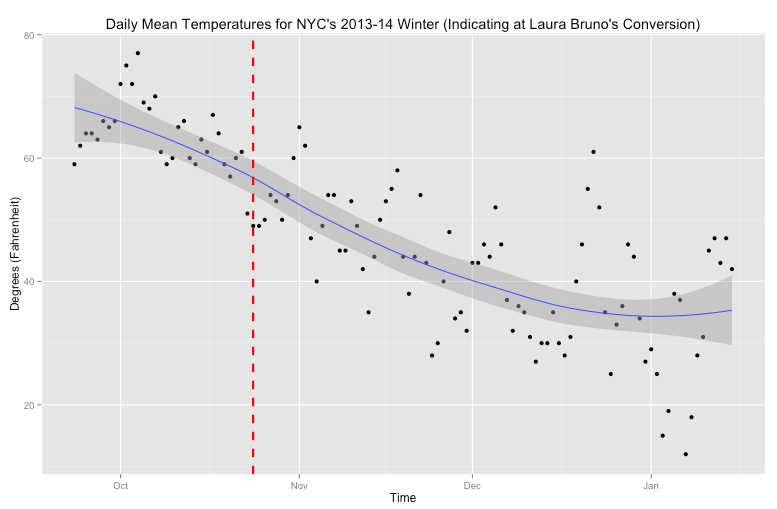 Daily Mean Temperatures for NYC's 2013-14 Winter (Indicating at Laura Bruno's Conversion)
80
60
40
20
Degrees (Fahrenheit)
Oct Nov Dec Jan
Time